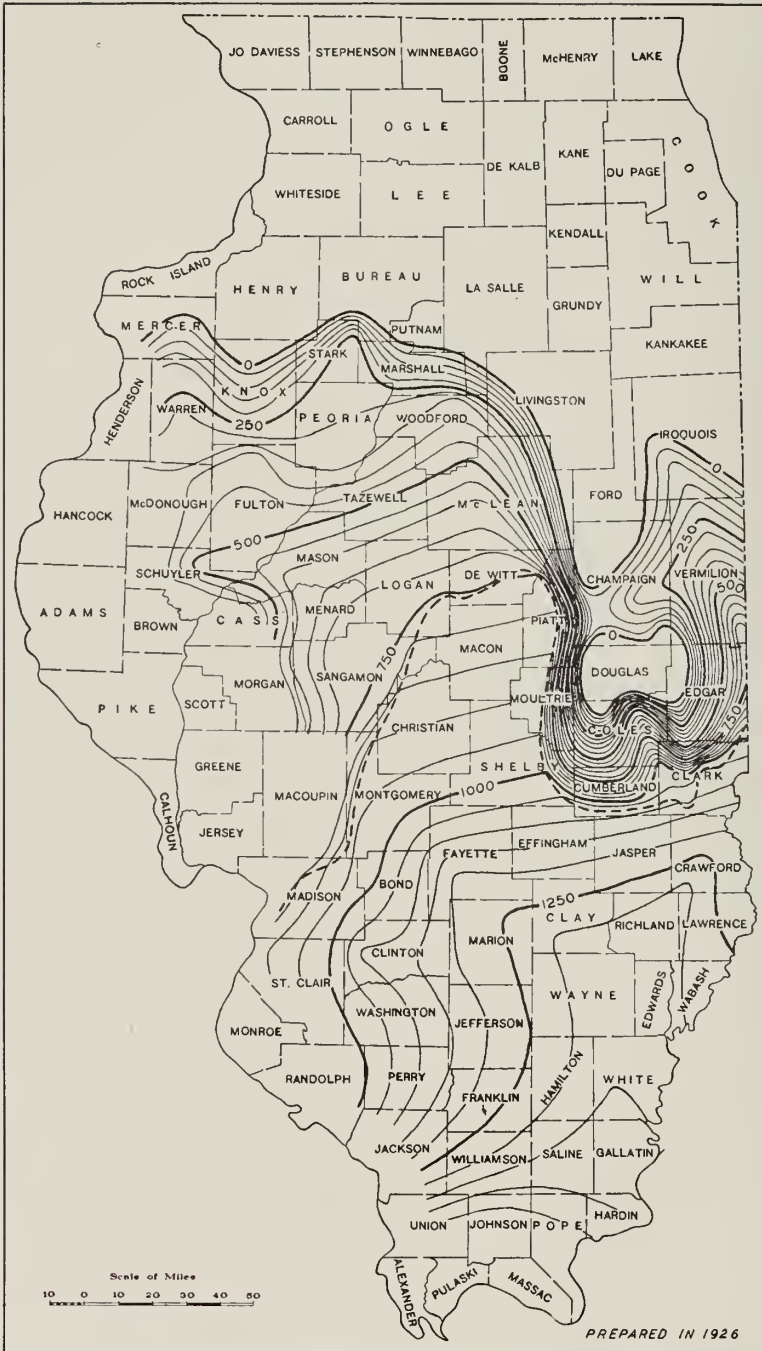 JO DAVIESS STEPHENSON WINNEBAGO BOONE McHENRY LAKE
CARROLL OGLE DE KALB KANE COOK
DU PAGE
WHITESIDE LEE
KENDALL
ROCK ISLAND HENRY BUREAU LA SALLE GRUNDY WILL
MERCER PUTNAM
0 STARK KANKAKEE
MARSHALL
HENDERSON WARREN KNOX LIVINGSTON
250 PEORIA WOODFORD IROQUOIS
0
HANCOCK McDONOUGH FULTON TAZEWELL McLEAN FORD
500 250
MASON
SCHUYLER DE WITT CHAMPAIGN VERMILION
LOGAN 500
ADAMS BROWN CASS MENARD PIATT
750 MACON 0
MORGAN SANGAMON DOUGLAS
PIKE SCOTT MOULTRIE EDGAR
CHRISTIAN COLES 750
GREENE SHELBY
CALHOUN MACOUPIN MONTGOMERY 1000 CUMBERLAND CLARK
JERSEY
EFFINGHAM
FAYETTE JASPER
MADISON BOND CRAWFORD
1250
CLAY
MARION RICHLAND LAWRENCE
CLINTON
ST. CLAIR WAYNE EDWARDS WABASH
WASHINGTON
MONROE JEFFERSON
RANDOLPH PERRY HAMILTON WHITE
FRANKLIN
JACKSON WILLIAMSON SALINE GALLATIN
UNION JOHNSON POPE HARDIN
ALEXANDER PULASKI MASSAC
Scale of Miles
10 0 10 20 30 40 50
PREPARED IN 1926